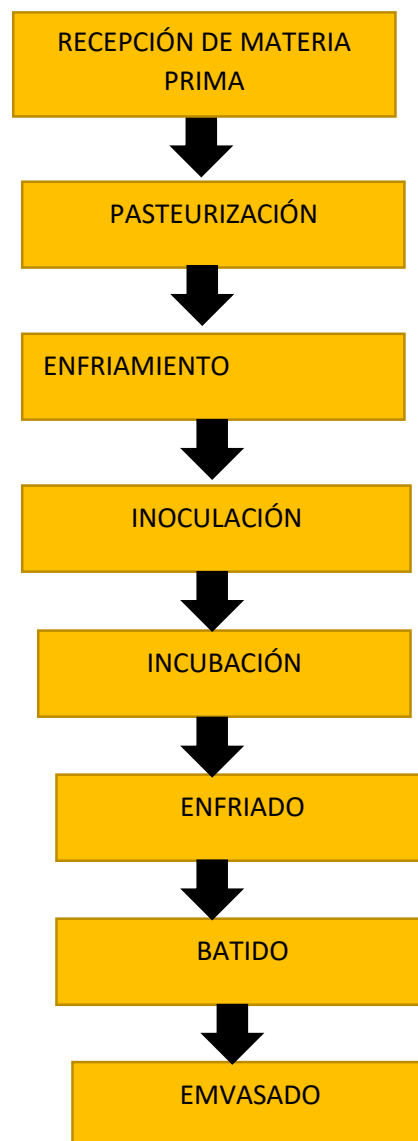 RECEPCIÓN DE MATERIA
PRIMA
PASTEURIZACIÓN
ENFRIAMIENTO
INOCULACIÓN
INCUBACIÓN
ENFRIADO
BATIDO
EMVASADO